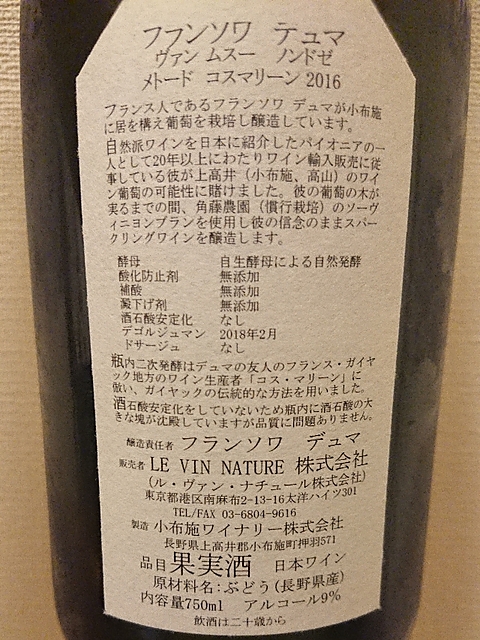 フランソワ　デュマ
ヴァン ムスー　ノンドゼ
メトード　コスマリーン 2016
フランス人であるフランソワ デュマが小布施
に居を構え葡萄を栽培し醸造しています。
自然派ワインを日本に紹介したパイオニアの一
人として20年以上にわたりワイン輸入販売に従
事している彼が上高井（小布施、高山）のワイ
ン葡萄の可能性に賭けました。彼の葡萄の木が
実るまでの間、角藤農園（慣行栽培）のソーヴ
ィニヨンブランを使用し彼の信念のままスパー
クリングワインを醸造します。
酵母　自生酵母による自然発酵
酸化防止剤　無添加
補酸　無添加
澱下げ剤　無添加
酒石酸安定化　なし
デゴルジュマン　2018年2月
ドサージュ　なし
瓶内二次発酵はデュマの友人のフランス・ガイヤ
ック地方のワイン生産者「コス・マリーン」に
倣い、ガイヤックの伝統的な方法を用いました。
酒石酸安定化をしていないため瓶内に酒石酸の大
きな塊が沈殿していますが品質に問題ありません。
醸造責任者 フランソワ　デュマ
販売者 LE VIN NATURE 株式会社
（ル・ヴァン・ナチュール株式会社）
東京都港区南麻布2-13-16太洋ハイツ301
TEL/FAX 03-6804-9616
製造 小布施ワイナリー株式会社
長野県上高井郡小布施町押羽571
品目 果実酒　日本ワイン
原材料名：ぶどう（長野県産）
内容量750ml　アルコール9%
飲酒は二十歳から